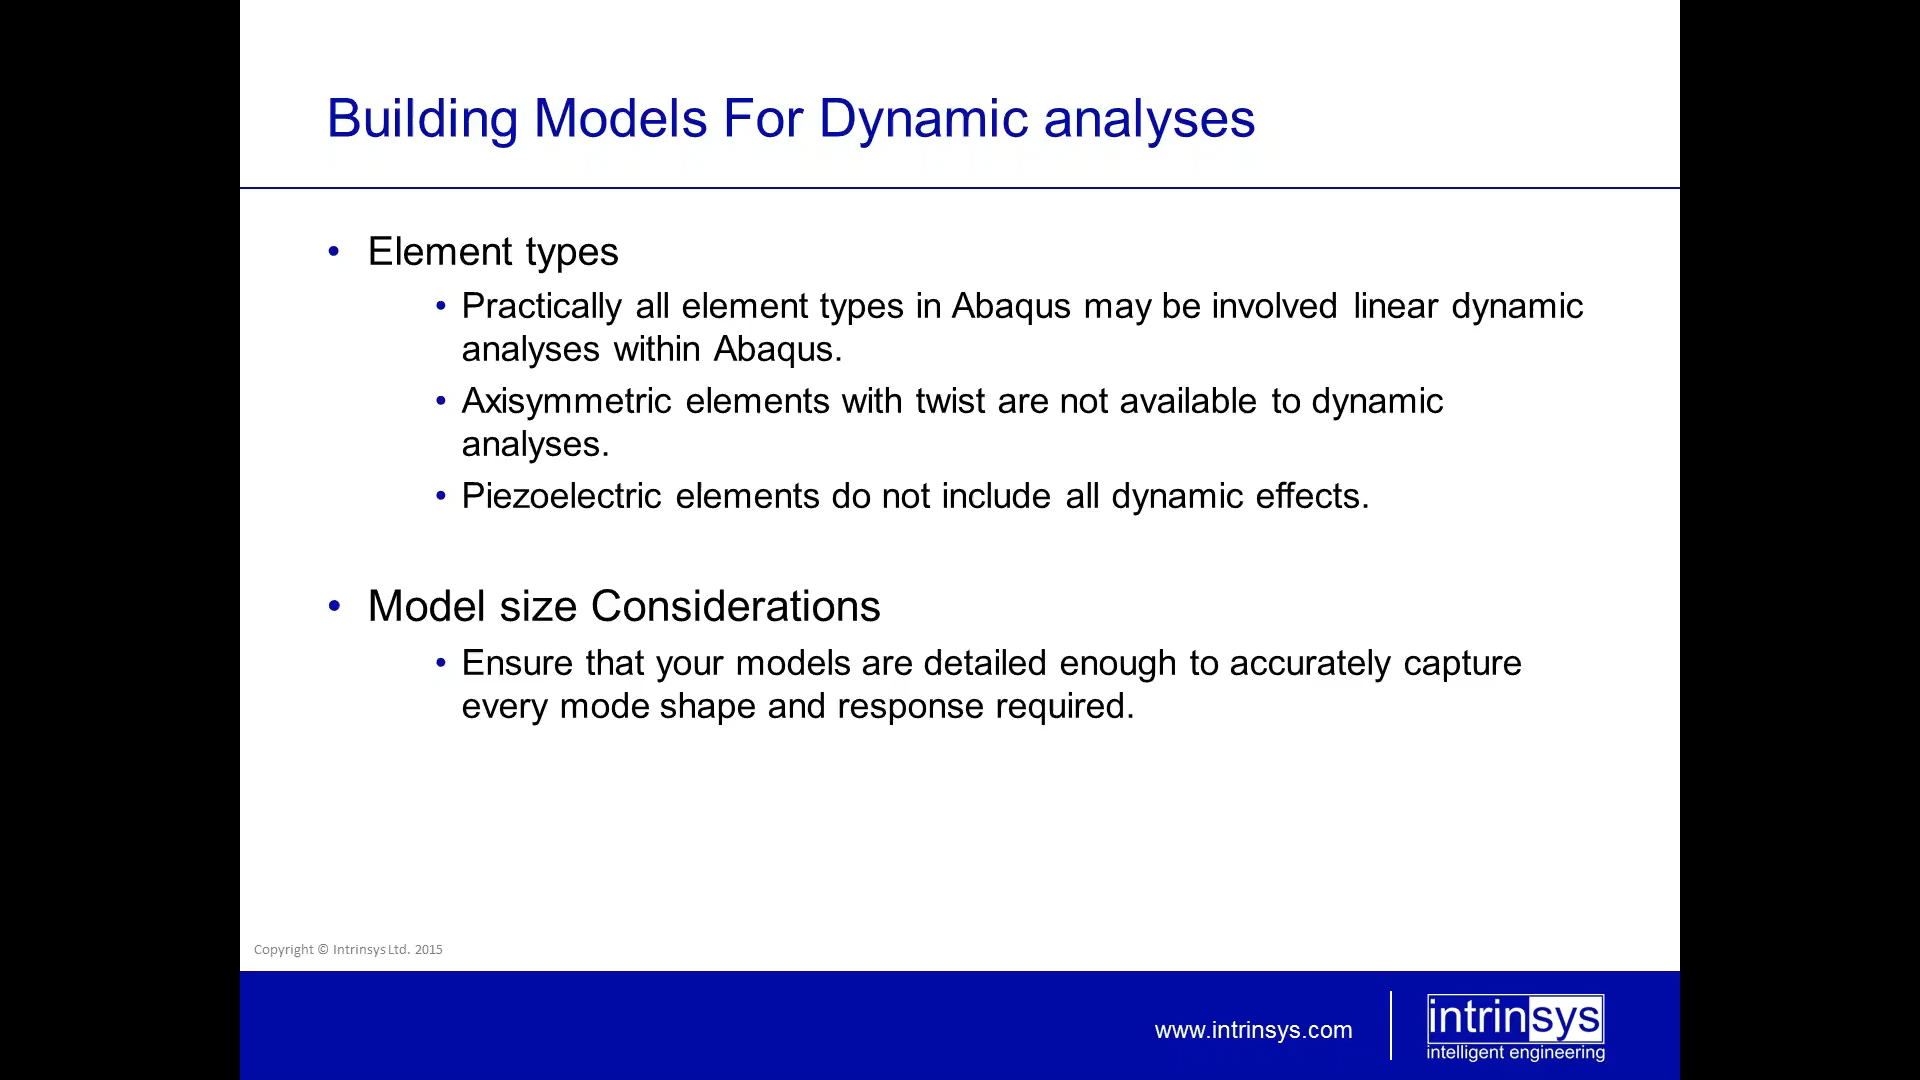 Building Models For Dynamic analyses
• Element types
• Practically all element types in Abaqus may be involved linear dynamic
analyses within Abaqus.
• Axisymmetric elements with twist are not available to dynamic
analyses.
• Piezoelectric elements do not include all dynamic effects.
• Model size Considerations
• Ensure that your models are detailed enough to accurately capture
every mode shape and response required.
Copyright © Intrinsys Ltd. 2015
www.intrinsys.com
intrinsys
intelligent engineering